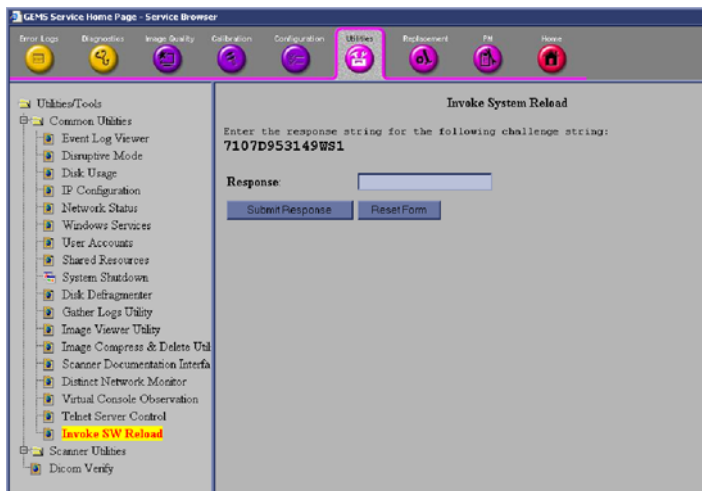 GEMS Service Home Page - Service Browser
Error Logs Diagnostics Image Quality Calibration Configuration Utilities Replacement PM Home
Utilities/Tools
Common Utilities
Event Log Viewer
Disruptive Mode
Disk Usage
IP Configuration
Network Status
Windows Services
User Accounts
Shared Resources
System Shutdown
Disk Defragmenter
Gather Logs Utility
Image Viewer Utility
Image Compress & Delete Util
Scanner Documentation Interfa
Distinct Network Monitor
Virtual Console Observation
Telnet Server Control
Invoke SW Reload
Scanner Utilities
Dicom Verify
Invoke System Reload
Enter the response string for the following challenge string:
7107D953149WS1
Response:
Submit Response Reset Form